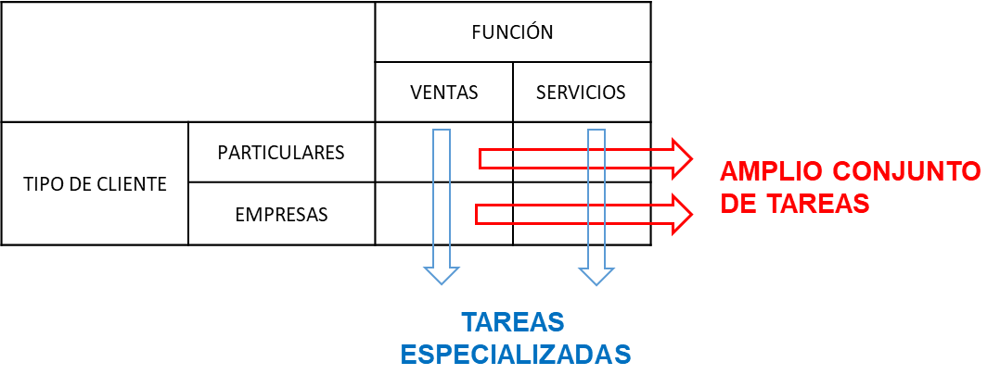 FUNCIÓN
VENTAS
SERVICIOS
TIPO DE CLIENTE
PARTICULARES
EMPRESAS
AMPLIO CONJUNTO
DE TAREAS
TAREAS
ESPECIALIZADAS